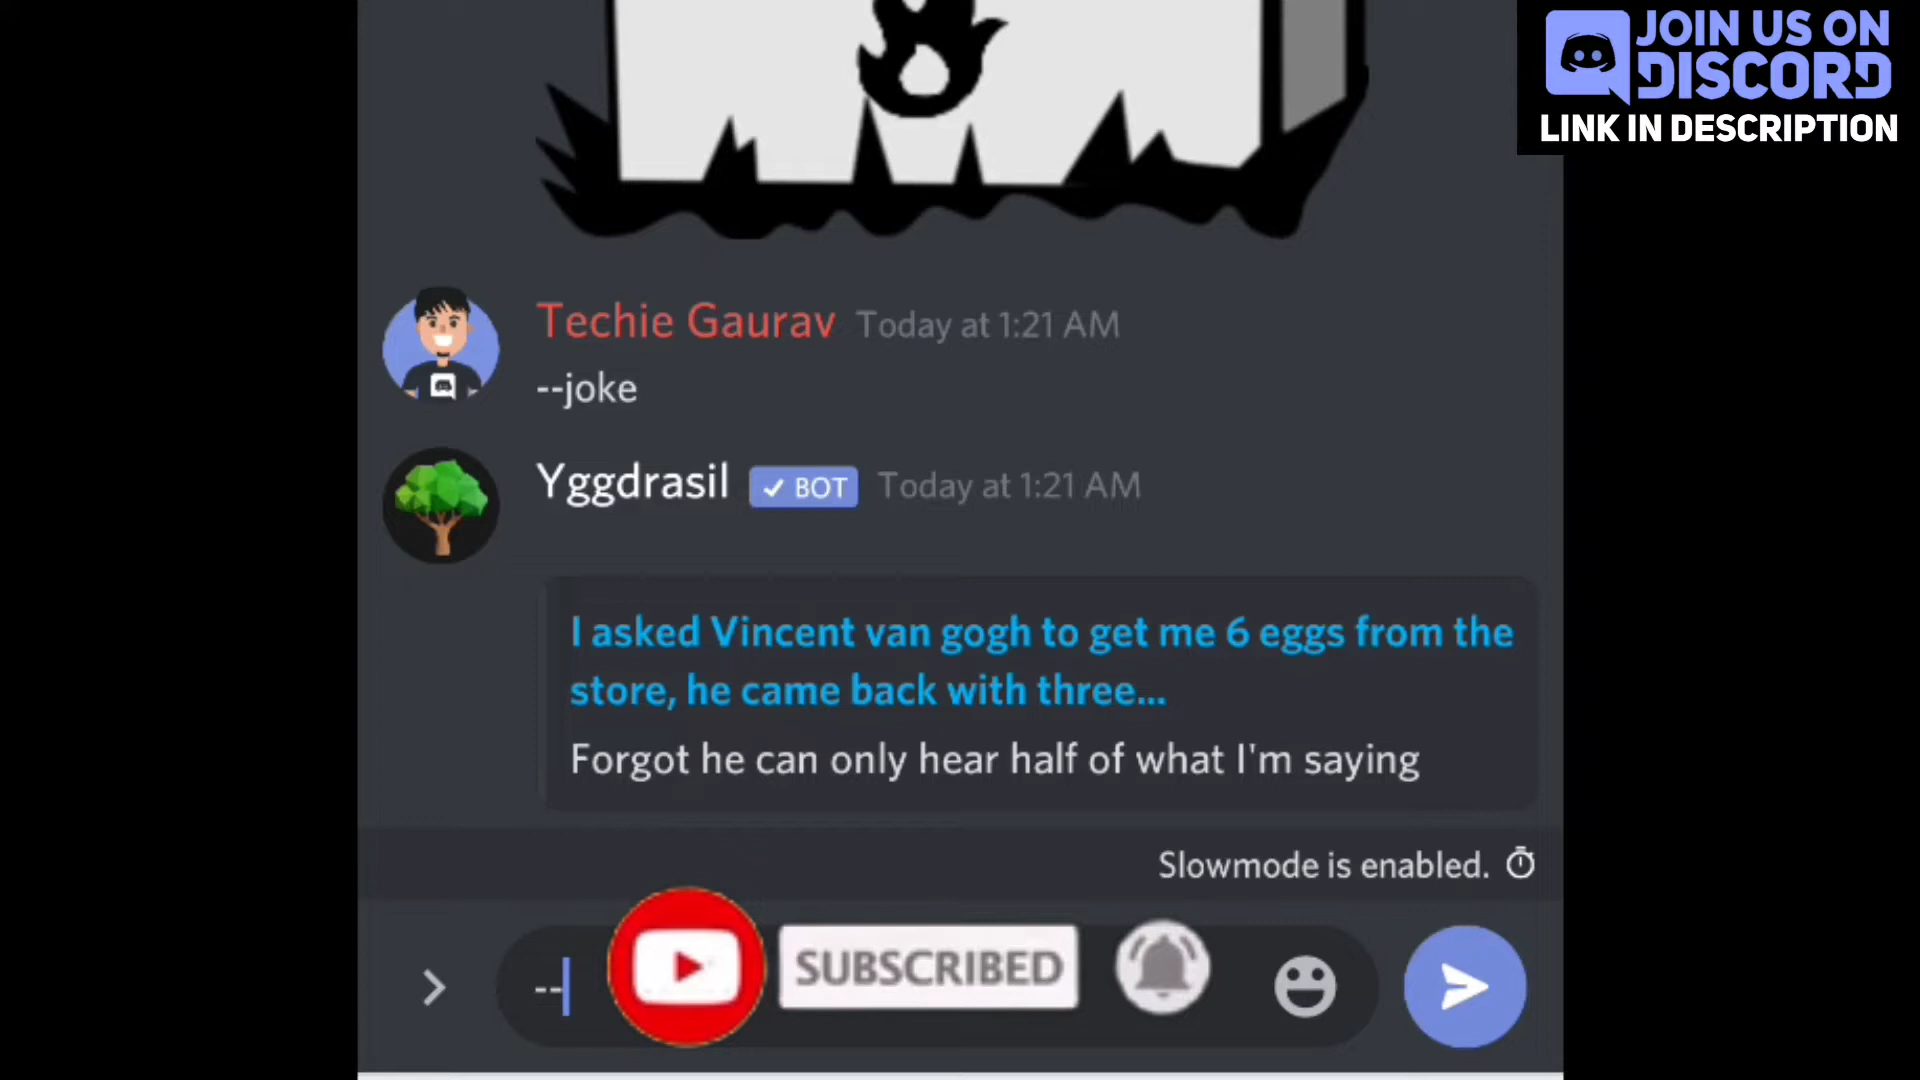 JOIN US ON
DISCORD
LINK IN DESCRIPTION
Techie Gaurav Today at 1:21 AM
--joke
Yggdrasil ✓ BOT Today at 1:21 AM
I asked Vincent van gogh to get me 6 eggs from the
store, he came back with three...
Forgot he can only hear half of what I'm saying
Slowmode is enabled.
--
SUBSCRIBED